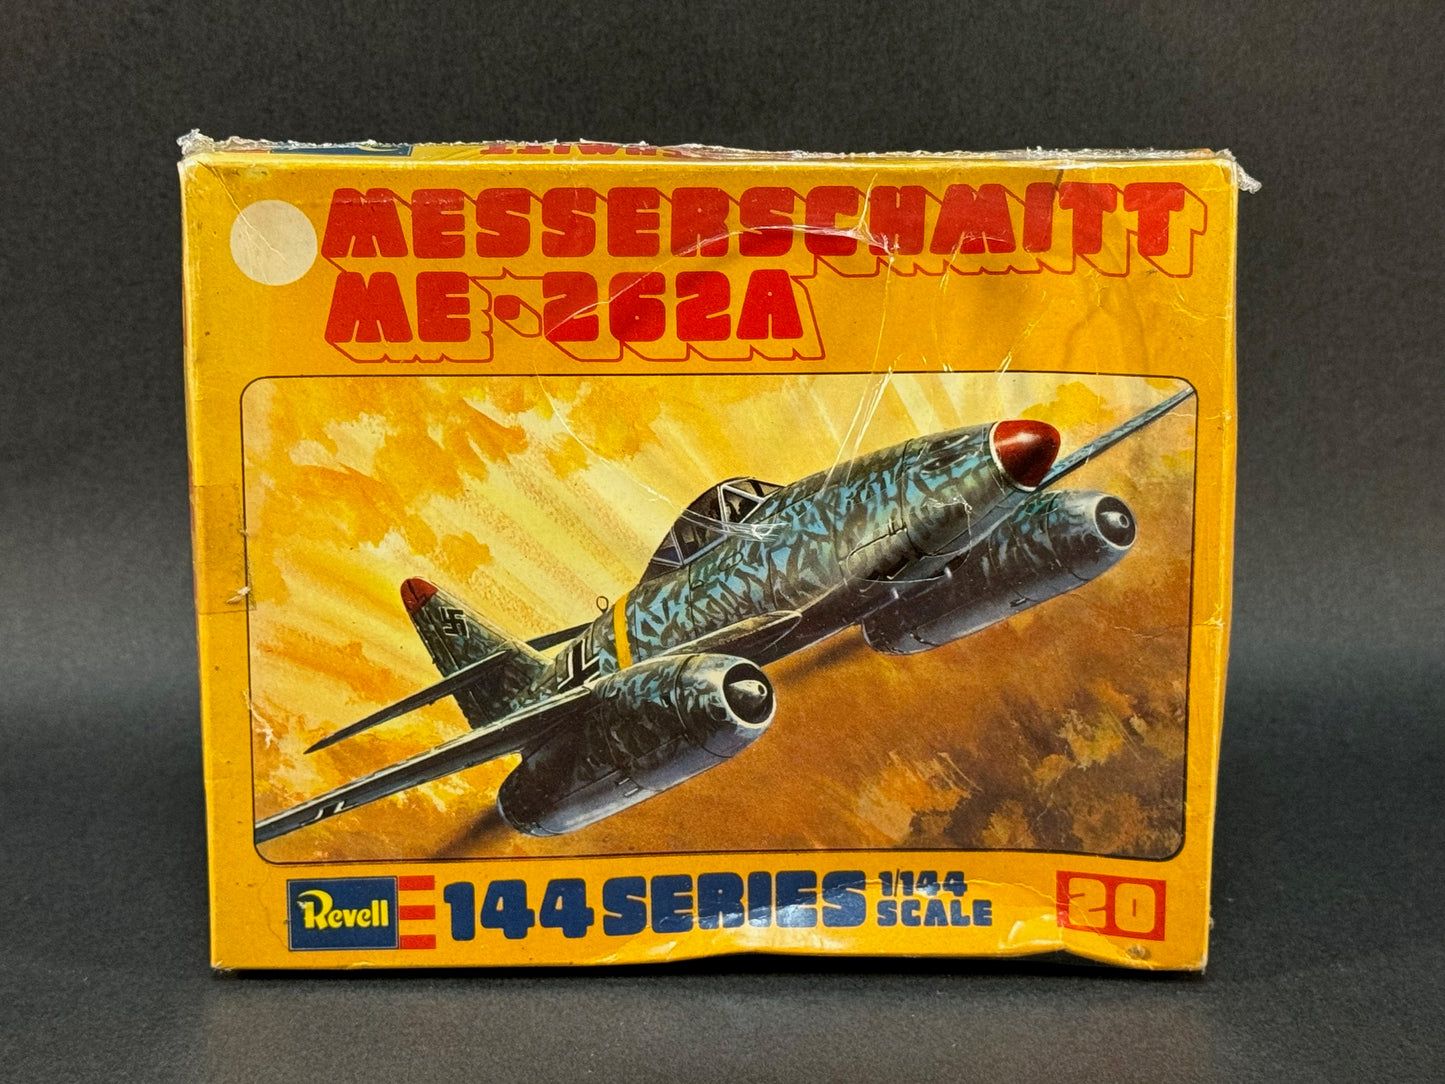 MESSERSCHMITT
ME·262A
Revell
144 SERIES
1/144
SCALE
20